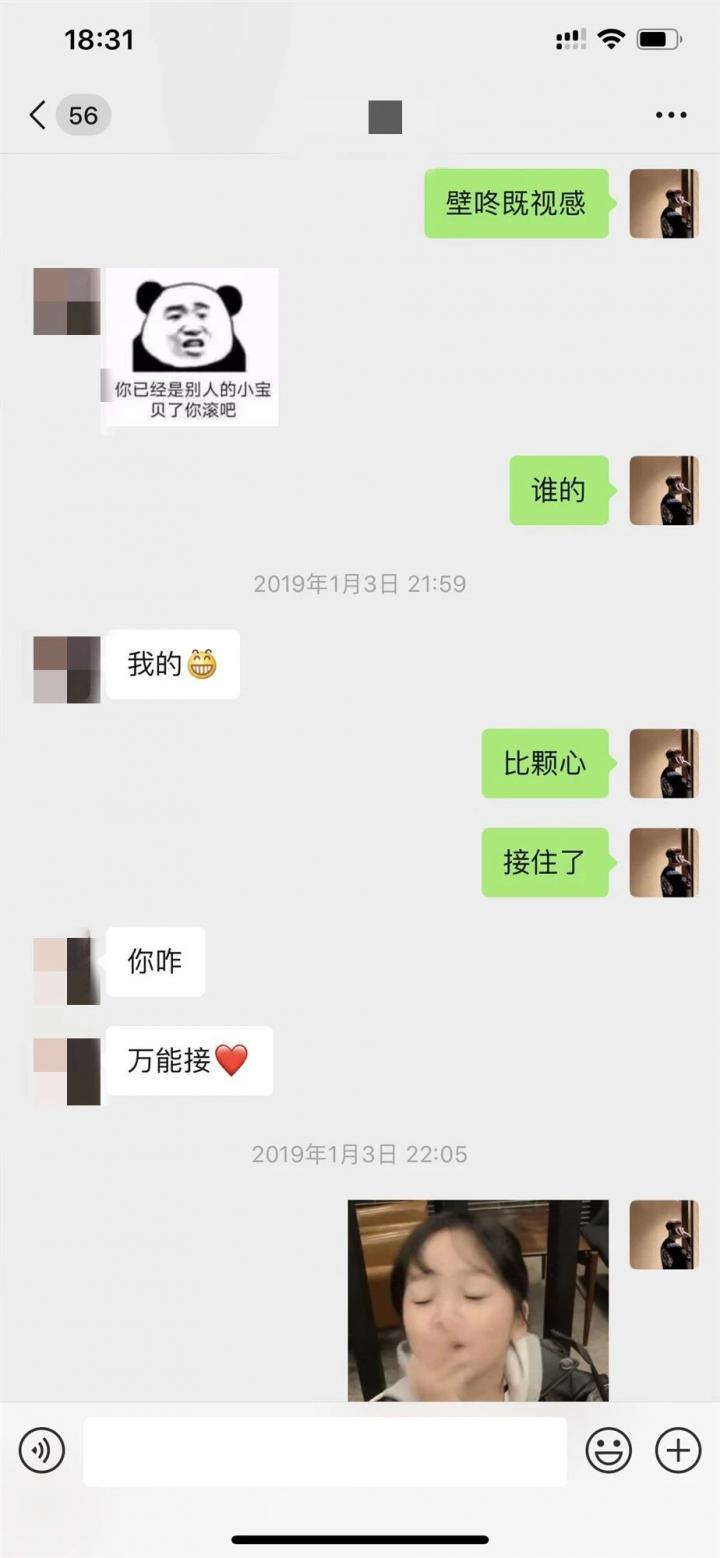 18:31
56
壁咚既视感
你已经是别人的小宝
贝了你滚吧
谁的
2019年1月3日 21:59
我的😁
比颗心
接住了
你咋
万能接❤️
2019年1月3日 22:05